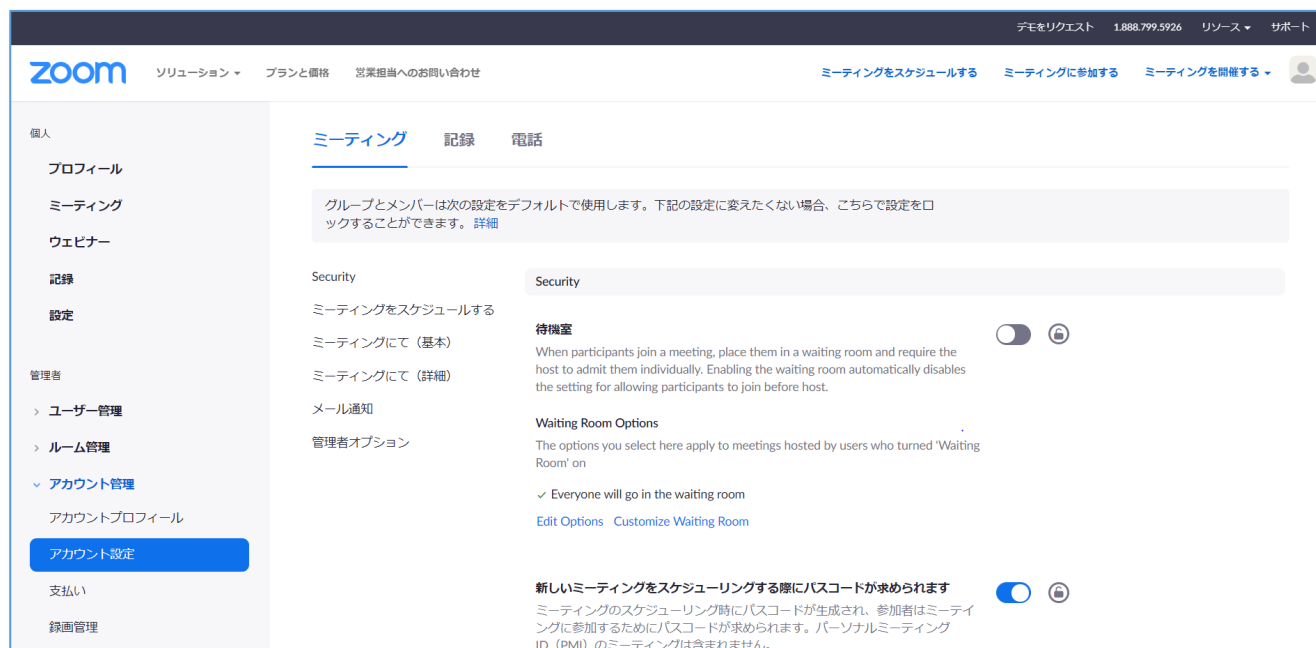 デモをリクエスト 1.888.799.5926 リソース サポート
zoom ソリューション プランと価格 営業担当へのお問い合わせ ミーティングをスケジュールする ミーティングに参加する ミーティングを開催する
個人
プロフィール
ミーティング
ウェビナー
記録
設定
管理者
ユーザー管理
ルーム管理
アカウント管理
アカウントプロフィール
アカウント設定
支払い
録画管理
ミーティング 記録 電話
グループとメンバーは次の設定をデフォルトで使用します。下記の設定に変えたくない場合、こちらで設定をロ
ックすることができます。 詳細
Security
ミーティングをスケジュールする
ミーティングにて（基本）
ミーティングにて（詳細）
メール通知
管理者オプション
Security
待機室
When participants join a meeting, place them in a waiting room and require the
host to admit them individually. Enabling the waiting room automatically disables
the setting for allowing participants to join before host.
Waiting Room Options
The options you select here apply to meetings hosted by users who turned 'Waiting
Room' on
Everyone will go in the waiting room
Edit Options Customize Waiting Room
新しいミーティングをスケジューリングする際にパスコードが求められます
ミーティングのスケジューリング時にパスコードが生成され、参加者はミーティ
ングに参加するためにパスコードが求められます。パーソナルミーティング
ID（PMI）のミーティングは含まれません。